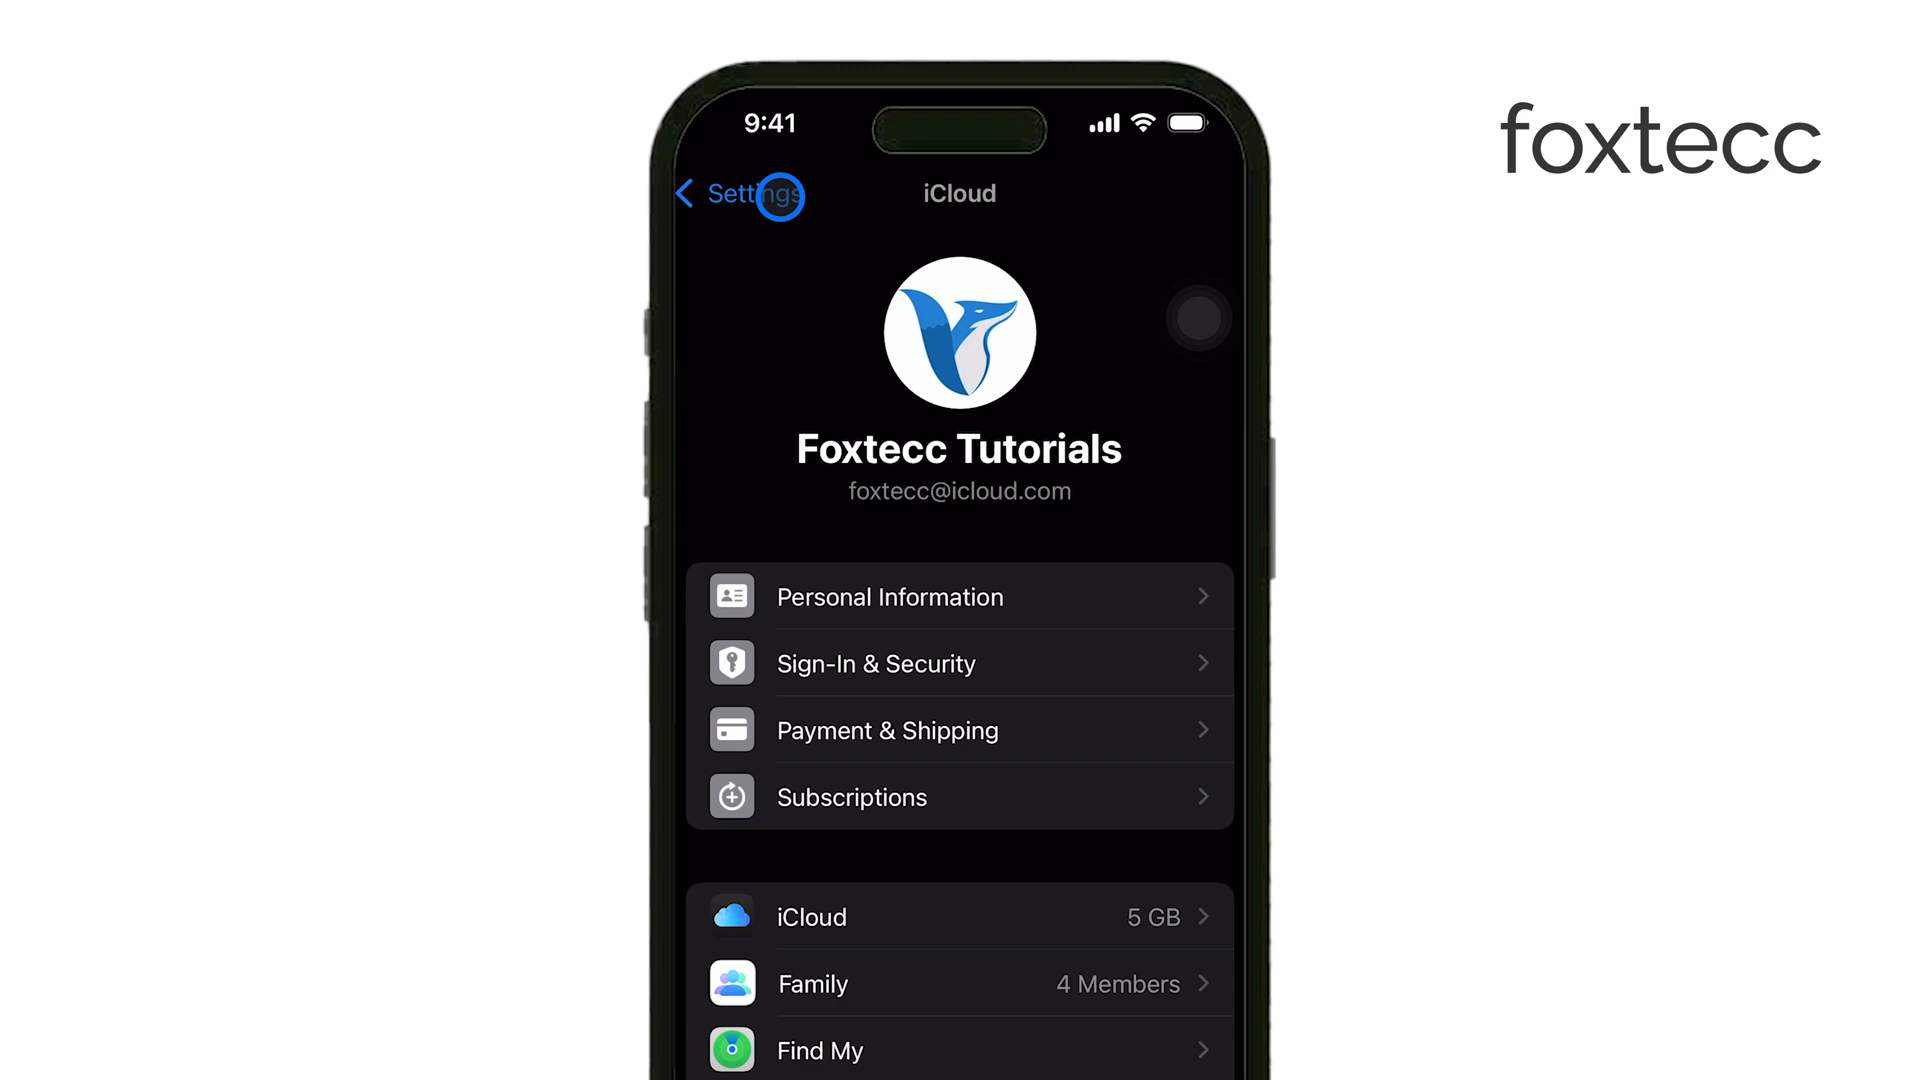 foxtecc
9:41
Settings
iCloud
Foxtecc Tutorials
foxtecc@icloud.com
Personal Information
Sign-In & Security
Payment & Shipping
Subscriptions
iCloud 5 GB
Family 4 Members
Find My